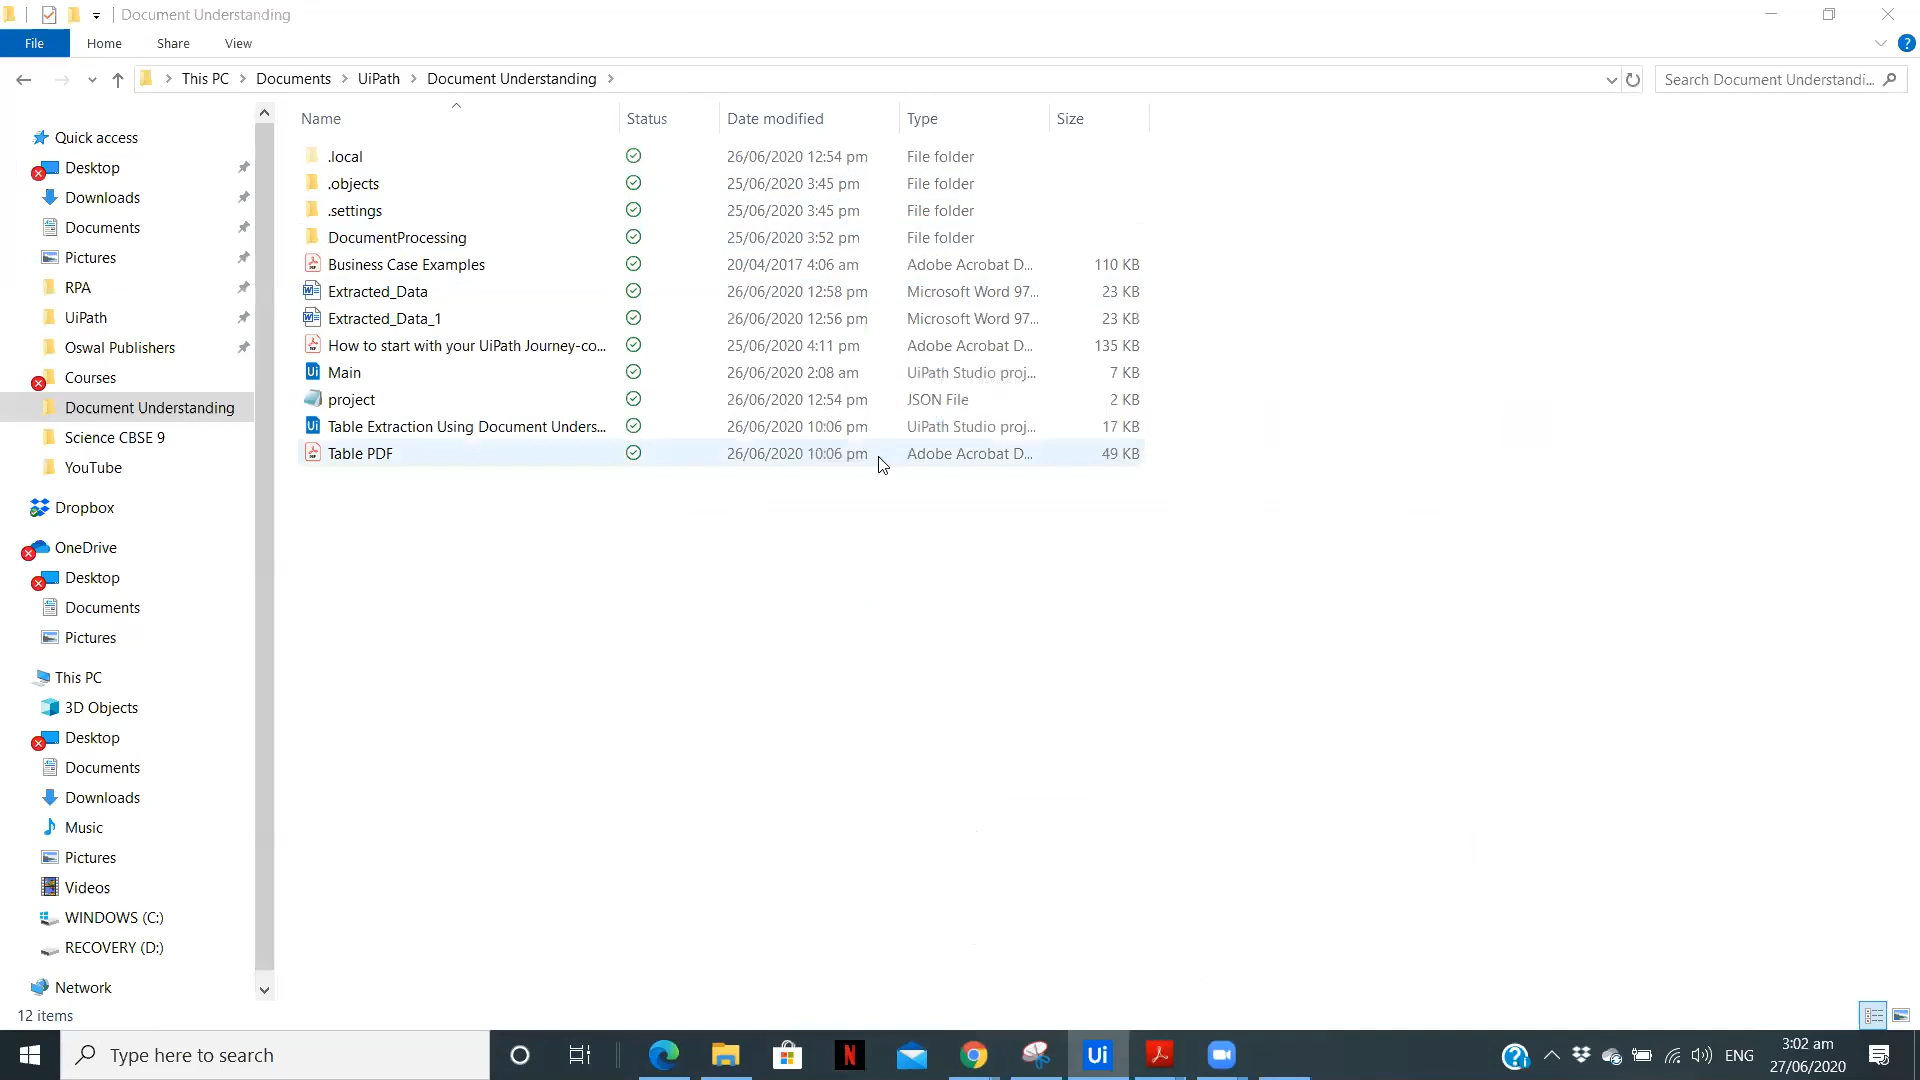 Document Understanding
File Home Share View
This PC Documents UiPath Document Understanding
Search Document Understandi...
Name Status Date modified Type Size
.local 26/06/2020 12:54 pm File folder
.objects 25/06/2020 3:45 pm File folder
.settings 25/06/2020 3:45 pm File folder
DocumentProcessing 25/06/2020 3:52 pm File folder
Business Case Examples 20/04/2017 4:06 am Adobe Acrobat D... 110 KB
Extracted_Data 26/06/2020 12:58 pm Microsoft Word 97... 23 KB
Extracted_Data_1 26/06/2020 12:56 pm Microsoft Word 97... 23 KB
How to start with your UiPath Journey-co... 25/06/2020 4:11 pm Adobe Acrobat D... 135 KB
Main 26/06/2020 2:08 am UiPath Studio proj... 7 KB
project 26/06/2020 12:54 pm JSON File 2 KB
Table Extraction Using Document Unders... 26/06/2020 10:06 pm UiPath Studio proj... 17 KB
Table PDF 26/06/2020 10:06 pm Adobe Acrobat D... 49 KB
Quick access
Desktop
Downloads
Documents
Pictures
RPA
UiPath
Oswal Publishers
Courses
Document Understanding
Science CBSE 9
YouTube
Dropbox
OneDrive
Desktop
Documents
Pictures
This PC
3D Objects
Desktop
Documents
Downloads
Music
Pictures
Videos
WINDOWS (C:)
RECOVERY (D:)
Network
12 items
Type here to search
Ui
ENG
3:02 am
27/06/2020